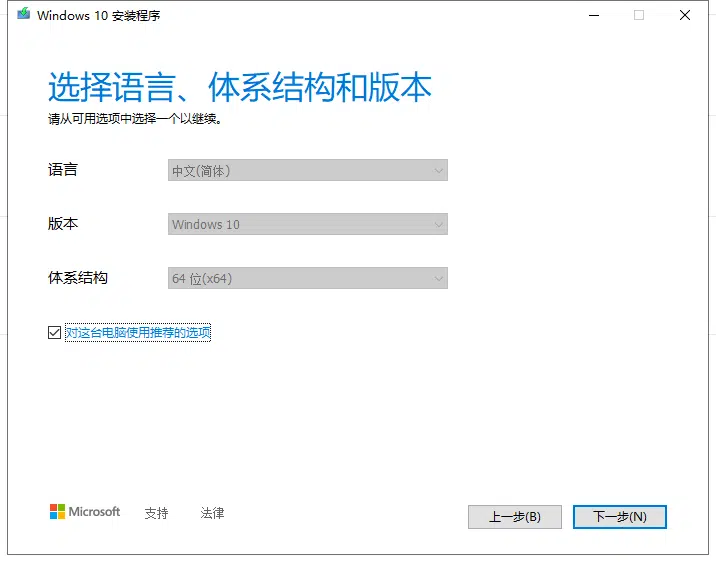 Windows 10 安装程序
选择语言、体系结构和版本
请从可用选项中选择一个以继续。
语言 中文(简体)
版本 Windows 10
体系结构 64 位(x64)
对这台电脑使用推荐的选项
Microsoft 支持 法律 上一步(B) 下一步(N)